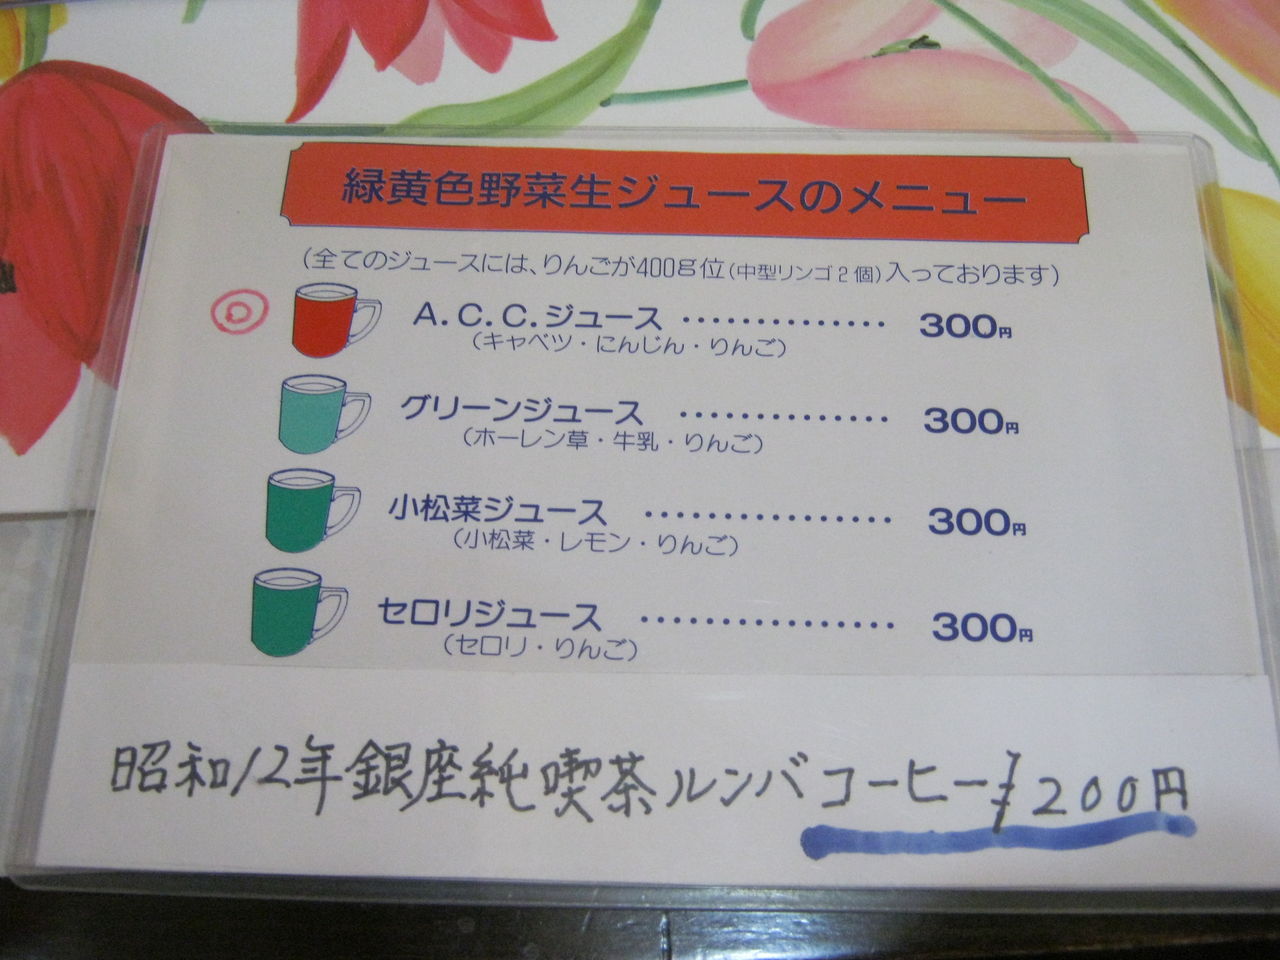 緑黄色野菜生ジュースのメニュー
(全てのジュースには、りんごが400g位(中型リンゴ2個)入っております)
A.C.C.ジュース ・・・・・・・・・・・・・・ 300円
(キャベツ・にんじん・りんご)
グリーンジュース ・・・・・・・・・・・・・・ 300円
(ホーレン草・牛乳・りんご)
小松菜ジュース ・・・・・・・・・・・・・・・・ 300円
(小松菜・レモン・りんご)
セロリジュース ・・・・・・・・・・・・・・・・ 300円
(セロリ・りんご)
昭和12年銀座純喫茶ルンバコーヒー¥200円